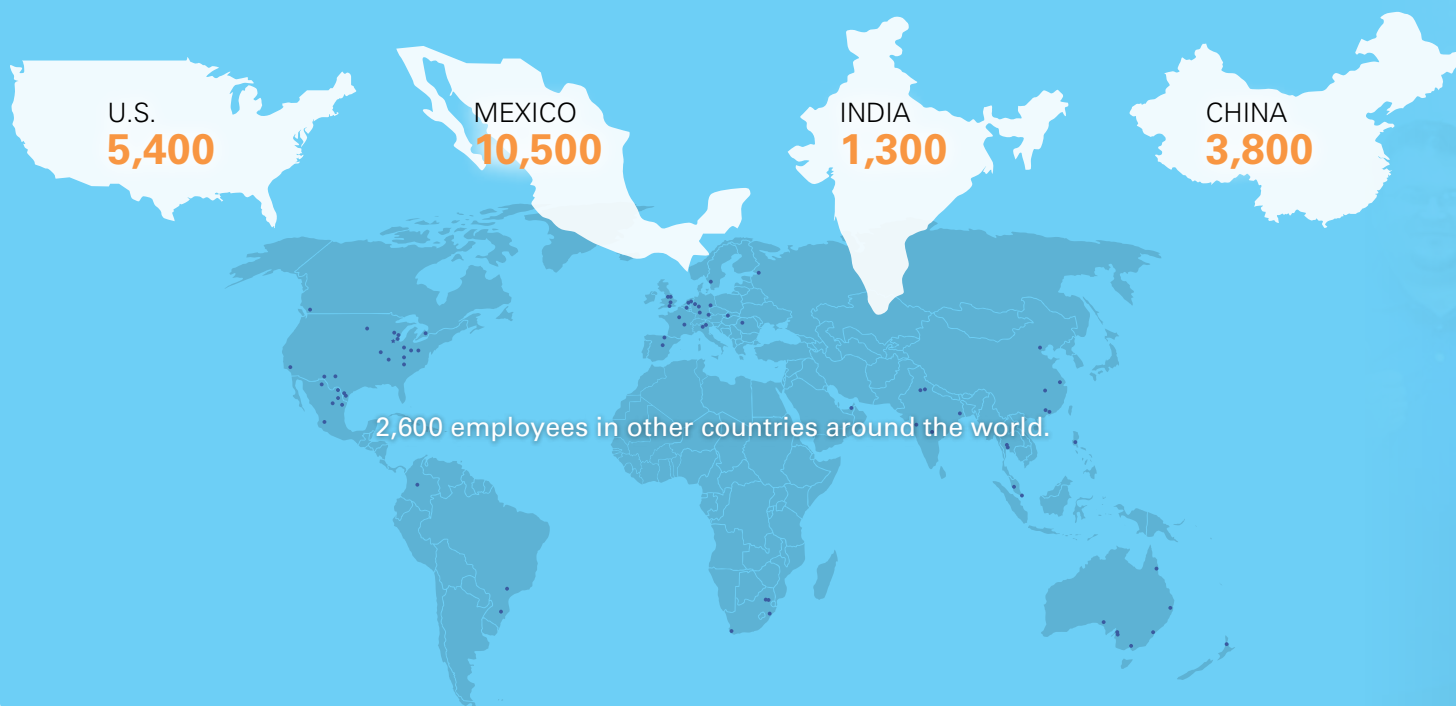 U.S.
5,400
MEXICO
10,500
INDIA
1,300
CHINA
3,800
2,600 employees in other countries around the world.